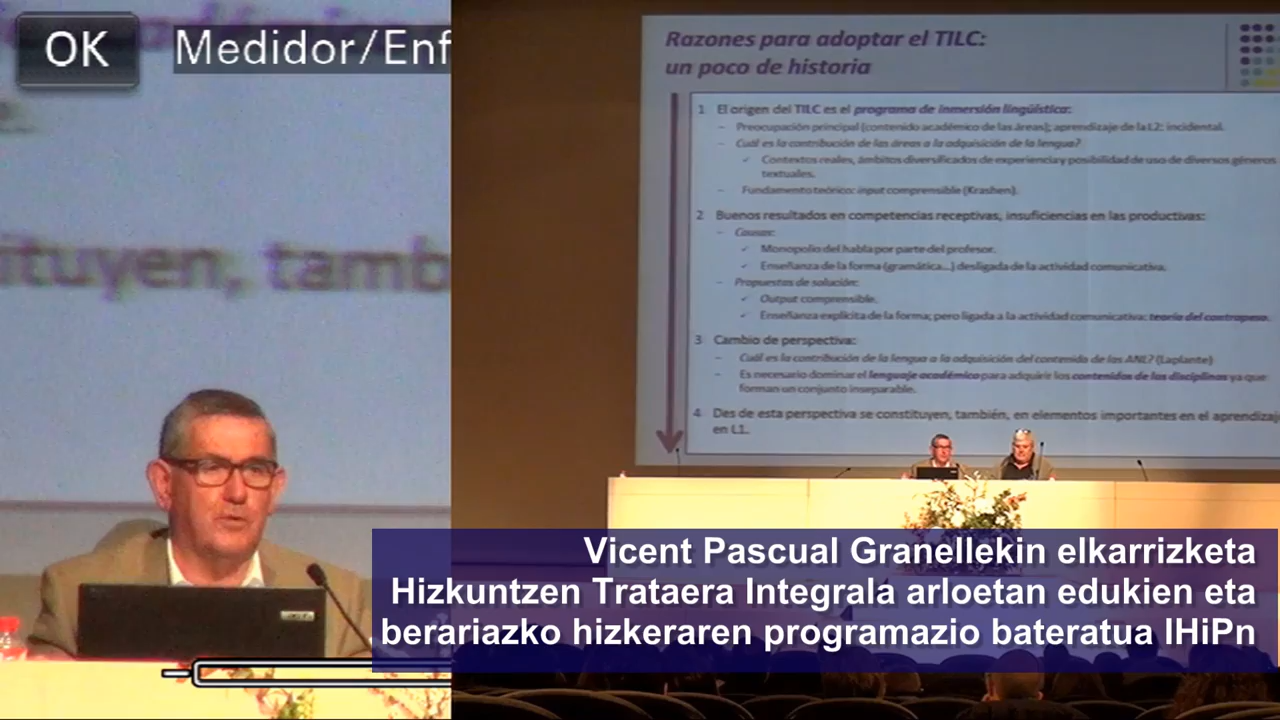 OK Medidor/Enf
ituyen, tamb
Razones para adoptar el TILC:
un poco de historia
1 El origen del TILC es el programa de inmersión lingüística:
– Preocupación principal (contenido académico de las áreas); aprendizaje de la L2: incidental.
– Cuál es la contribución de las áreas a la adquisición de la lengua?
✓ Contextos reales, ámbitos diversificados de experiencia y posibilidad de uso de diversos géneros
textuales.
– Fundamento teórico: input comprensible (Krashen).
2 Buenos resultados en competencias receptivas, insuficiencias en las productivas:
– Causas:
✓ Monopolio del habla por parte del profesor.
✓ Enseñanza de la forma (gramática...) desligada de la actividad comunicativa.
– Propuestas de solución:
✓ Output comprensible.
✓ Enseñanza explícita de la forma; pero ligada a la actividad comunicativa: teoría del contrapeso.
3 Cambio de perspectiva:
– Cuál es la contribución de la lengua a la adquisición del contenido de las ANL? (Laplante)
– Es necesario dominar el lenguaje académico para adquirir los contenidos de las disciplinas ya que
forman un conjunto inseparable.
4 Des de esta perspectiva se constituyen, también, en elementos importantes en el aprendizaj
en L1.
Vicent Pascual Granellekin elkarrizketa
Hizkuntzen Trataera Integrala arloetan edukien eta
berariazko hizkeraren programazio bateratua IHiPn